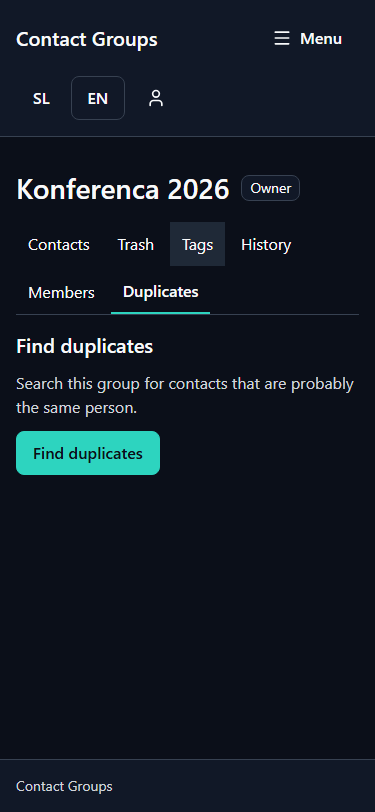 Contact Groups
Menu
SL
EN
Konferenca 2026
Owner
Contacts
Trash
Tags
History
Members
Duplicates
Find duplicates
Search this group for contacts that are probably
the same person.
Find duplicates
Contact Groups